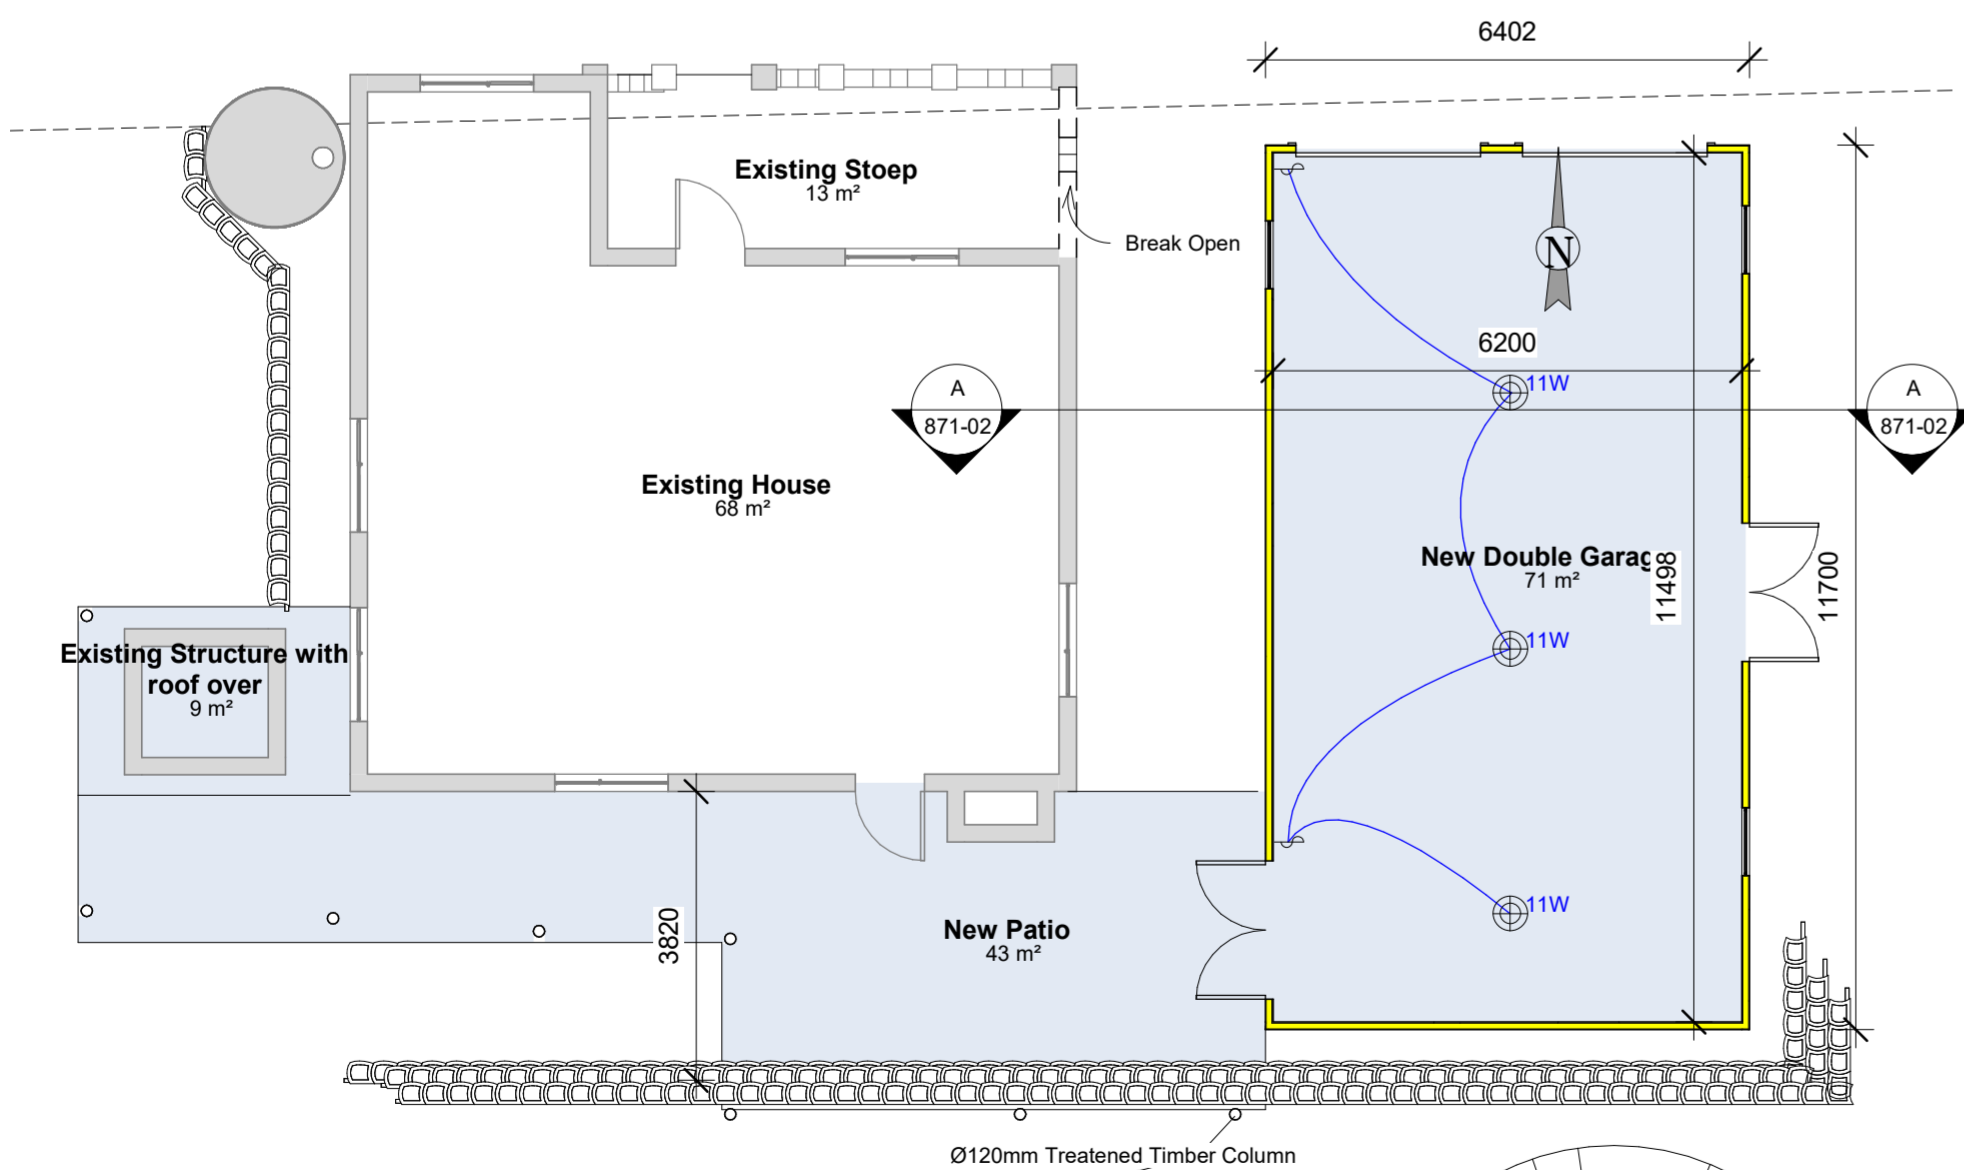 6402
Existing Stoep
13 m²
Break Open
N
6200
11W
A
871-02
A
871-02
Existing House
68 m²
New Double Garag
71 m²
11498
11700
11W
Existing Structure with
roof over
9 m²
11W
3820
New Patio
43 m²
Ø120mm Treatened Timber Column